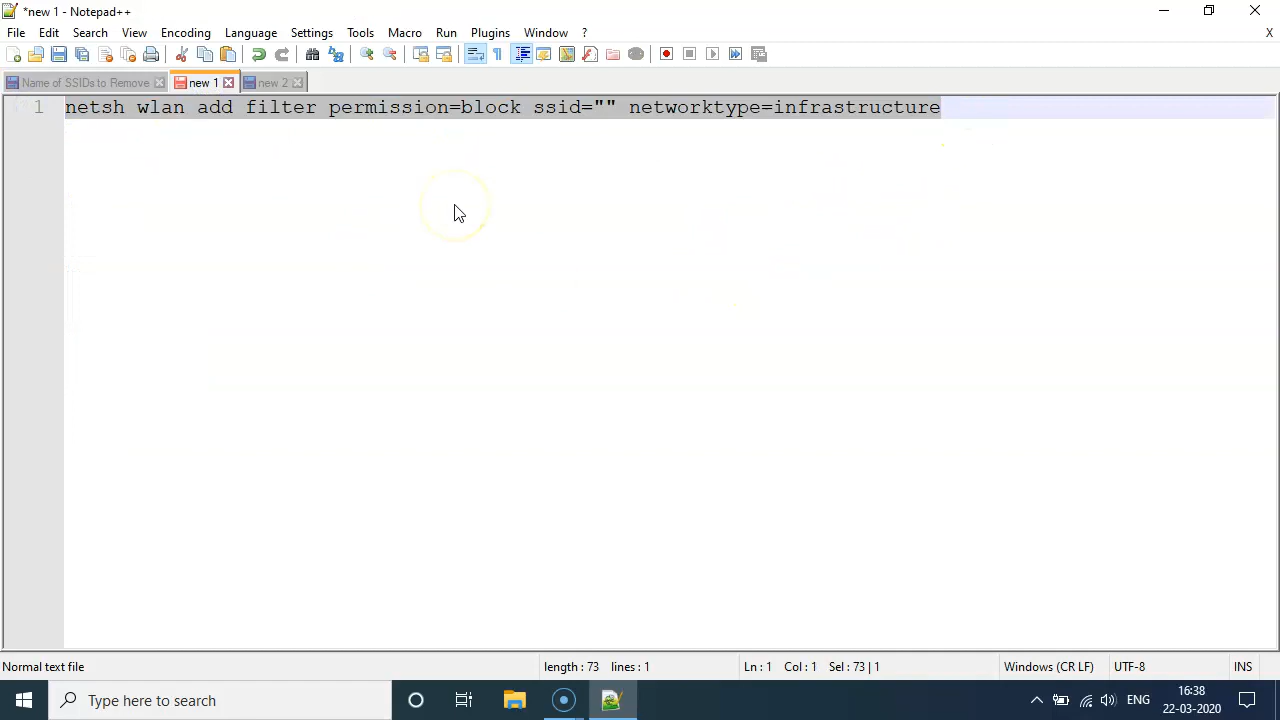 *new 1 - Notepad++
File Edit Search View Encoding Language Settings Tools Macro Run Plugins Window ? X
Name of SSIDs to Remove new 1 new 2
1 netsh wlan add filter permission=block ssid="" networktype=infrastructure
Normal text file length : 73 lines : 1 Ln : 1 Col : 1 Sel : 73 | 1 Windows (CR LF) UTF-8 INS
Type here to search ENG 16:38
22-03-2020